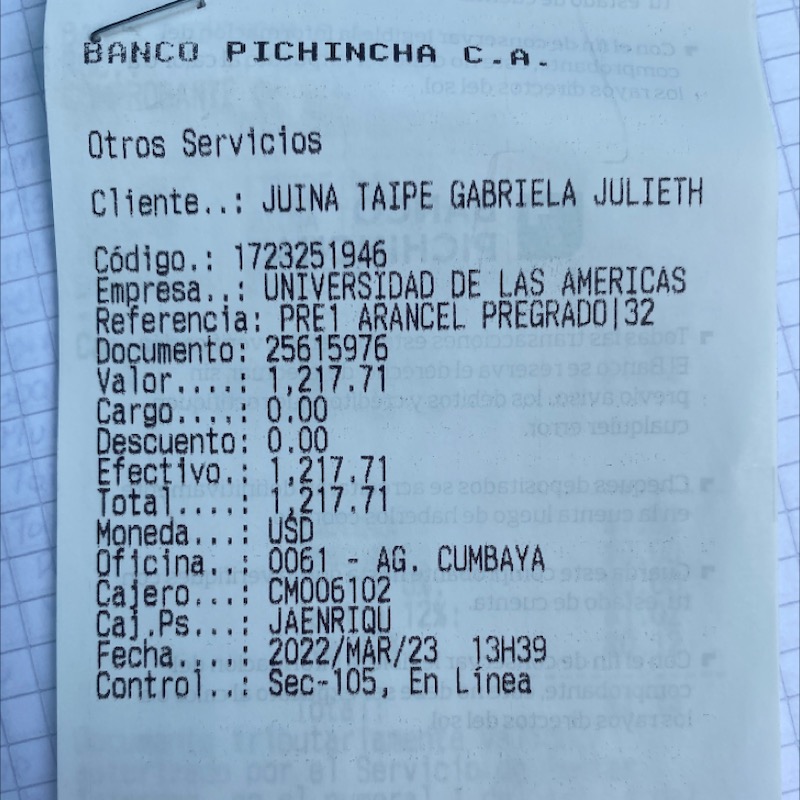 BANCO PICHINCHA C.A.
Otros Servicios
Cliente..: JUINA TAIPE GABRIELA JULIETH
Código.: 1723251946
Empresa..: UNIVERSIDAD DE LAS AMERICAS
Referencia: PRE1 ARANCEL PREGRADO|32
Documento: 25615976
Valor....: 1,217.71
Cargo....: 0.00
Descuento: 0.00
Efectivo.: 1,217.71
Total....: 1,217.71
Moneda...: USD
Oficina..: 0061 - AG. CUMBAYA
Cajero...: CM006102
Caj.Ps...: JAENRIQU
Fecha....: 2022/MAR/23 13H39
Control..: Sec-105, En Línea